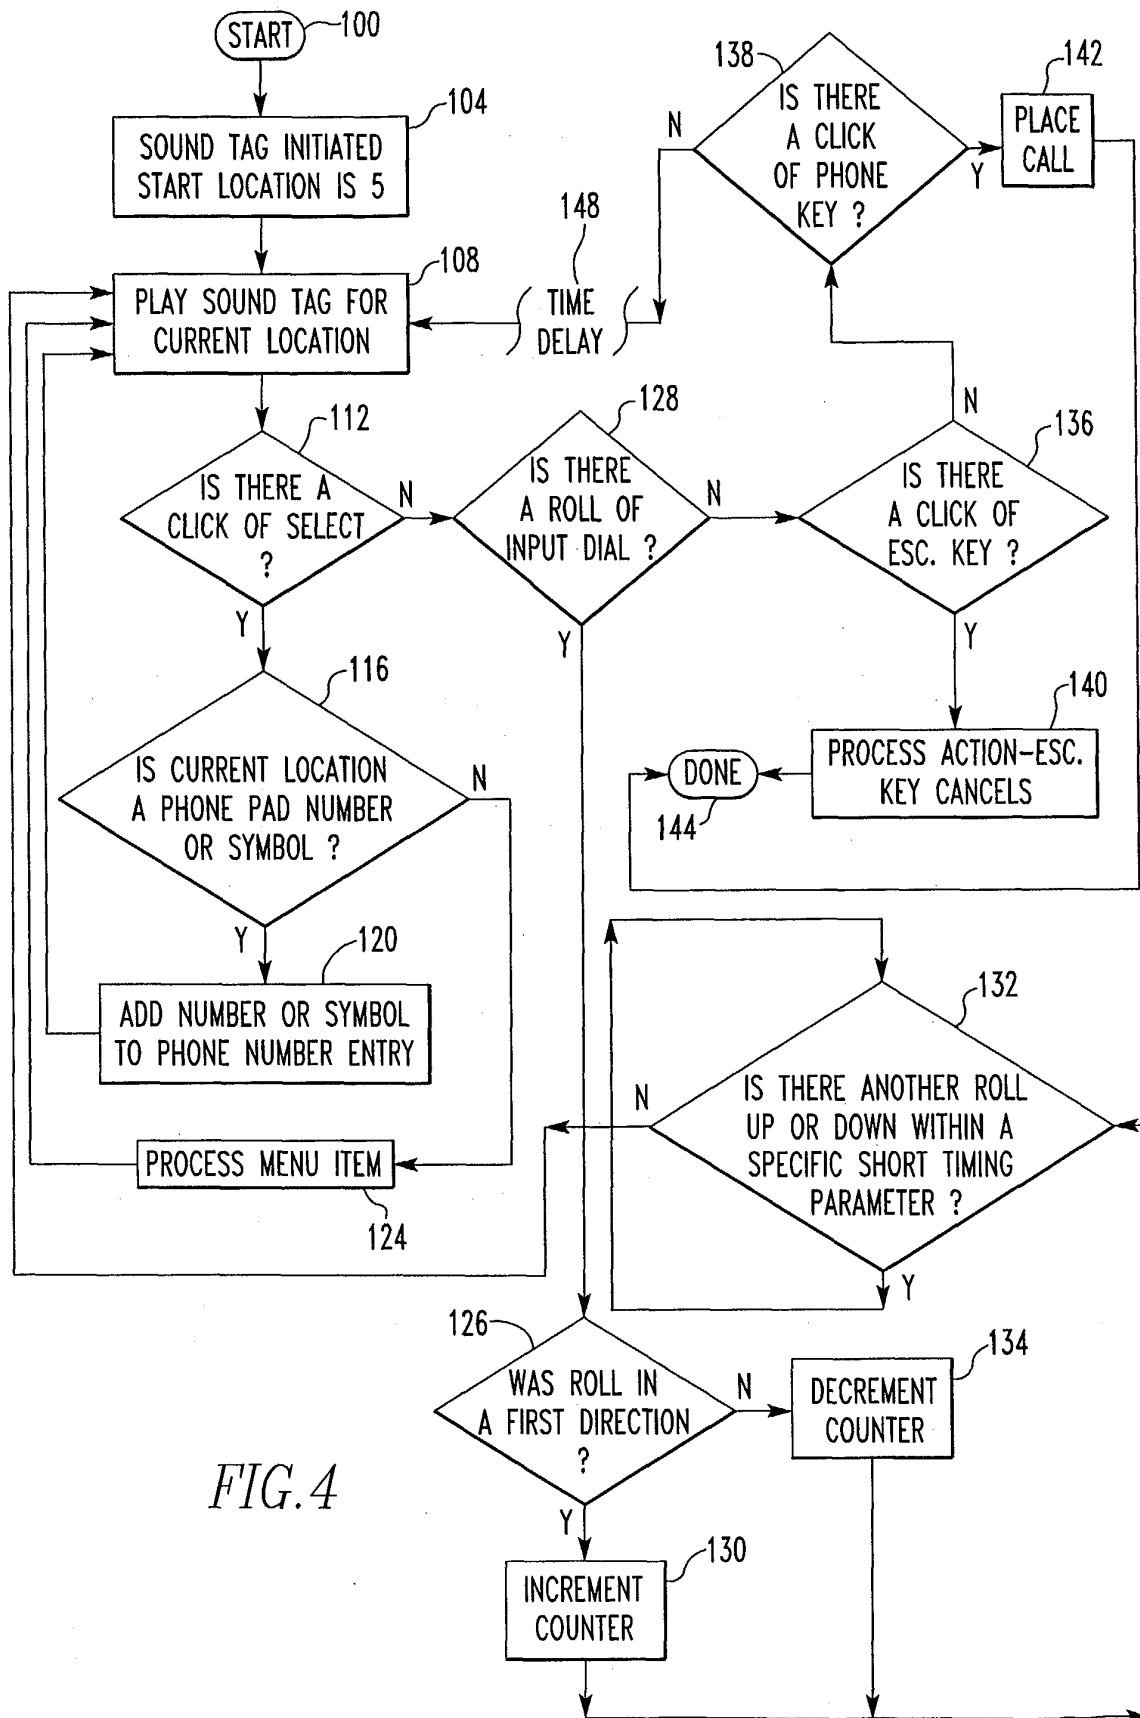 START
100
104
SOUND TAG INITIATED
START LOCATION IS 5
108
PLAY SOUND TAG FOR
CURRENT LOCATION
148
TIME
DELAY
138
IS THERE
A CLICK
OF PHONE
KEY ?
N
Y
142
PLACE
CALL
112
IS THERE A
CLICK OF SELECT
?
N
Y
128
IS THERE
A ROLL OF
INPUT DIAL ?
N
Y
136
N
IS THERE
A CLICK OF
ESC. KEY ?
Y
116
IS CURRENT LOCATION
A PHONE PAD NUMBER
OR SYMBOL ?
N
Y
140
PROCESS ACTION-ESC.
KEY CANCELS
DONE
144
120
ADD NUMBER OR SYMBOL
TO PHONE NUMBER ENTRY
PROCESS MENU ITEM
124
132
IS THERE ANOTHER ROLL
UP OR DOWN WITHIN A
SPECIFIC SHORT TIMING
PARAMETER ?
N
Y
126
WAS ROLL IN
A FIRST DIRECTION
?
N
Y
134
DECREMENT
COUNTER
130
INCREMENT
COUNTER
FIG.4